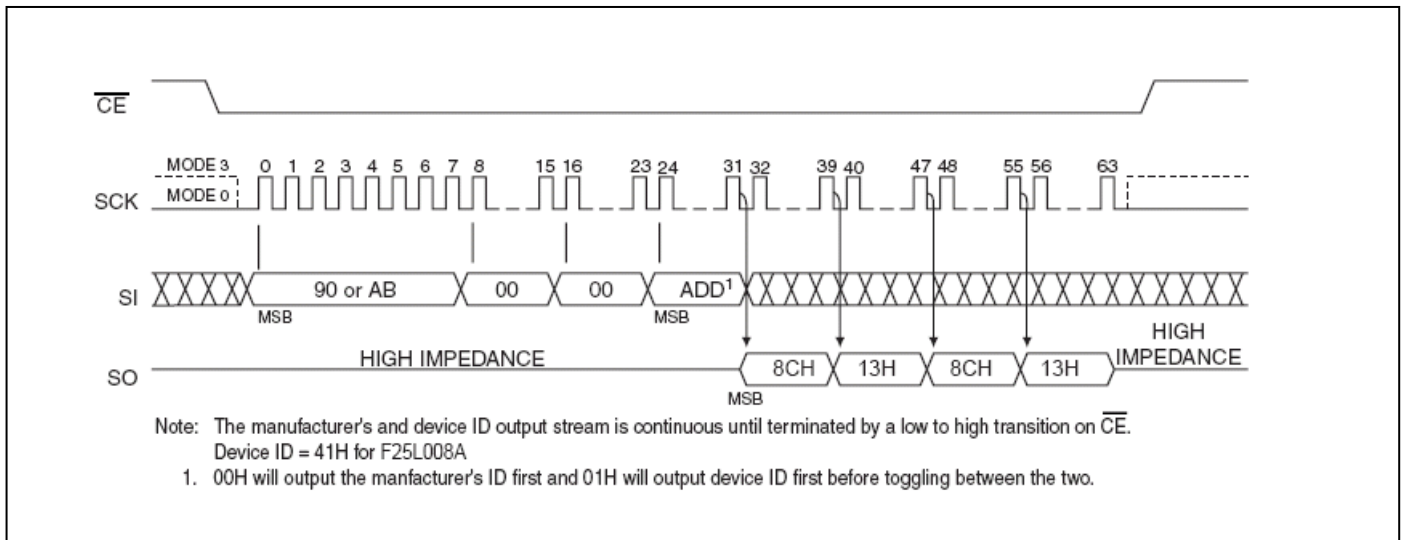 CE
MODE 3 0 1 2 3 4 5 6 7 8 15 16 23 24 31 32 39 40 47 48 55 56 63
SCK MODE 0
SI 90 or AB 00 00 ADD1
MSB MSB
HIGH IMPEDANCE HIGH IMPEDANCE
SO 8CH 13H 8CH 13H
MSB
Note: The manufacturer's and device ID output stream is continuous until terminated by a low to high transition on CE.
Device ID = 41H for F25L008A
1. 00H will output the manfacturer's ID first and 01H will output device ID first before toggling between the two.